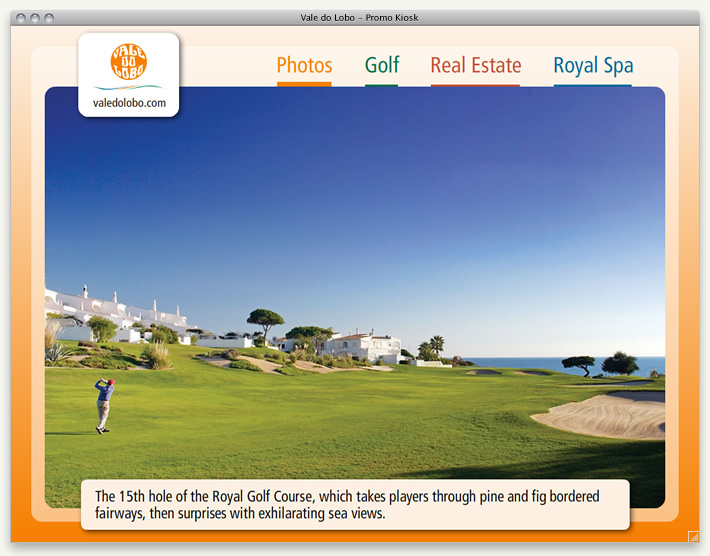 Vale do Lobo – Promo Kiosk
VALE
DO
LOBO
valedolobo.com
Photos Golf Real Estate Royal Spa
The 15th hole of the Royal Golf Course, which takes players through pine and fig bordered
fairways, then surprises with exhilarating sea views.